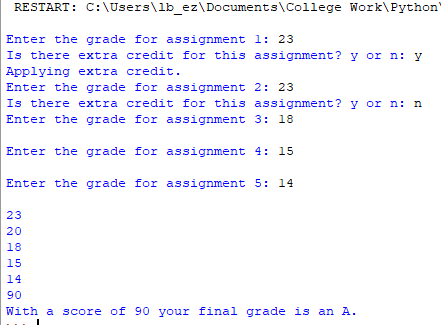 RESTART: C:\Users\lb_ez\Documents\College Work\Python\
Enter the grade for assignment 1: 23
Is there extra credit for this assignment? y or n: y
Applying extra credit.
Enter the grade for assignment 2: 23
Is there extra credit for this assignment? y or n: n
Enter the grade for assignment 3: 18
Enter the grade for assignment 4: 15
Enter the grade for assignment 5: 14
23
20
18
15
14
90
With a score of 90 your final grade is an A.